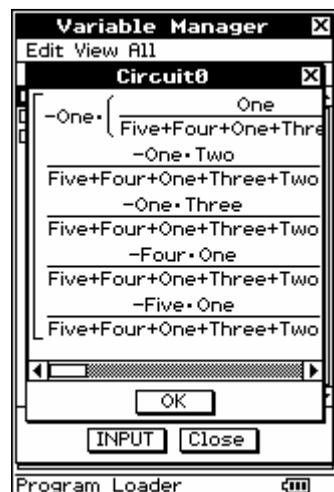 Variable Manager
Edit View All
Circuit0
One
-One·(
Five+Four+One+Thre
-One·Two
Five+Four+One+Three+Two
-One·Three
Five+Four+One+Three+Two
-Four·One
Five+Four+One+Three+Two
-Five·One
Five+Four+One+Three+Two
OK
INPUT Close
Program Loader